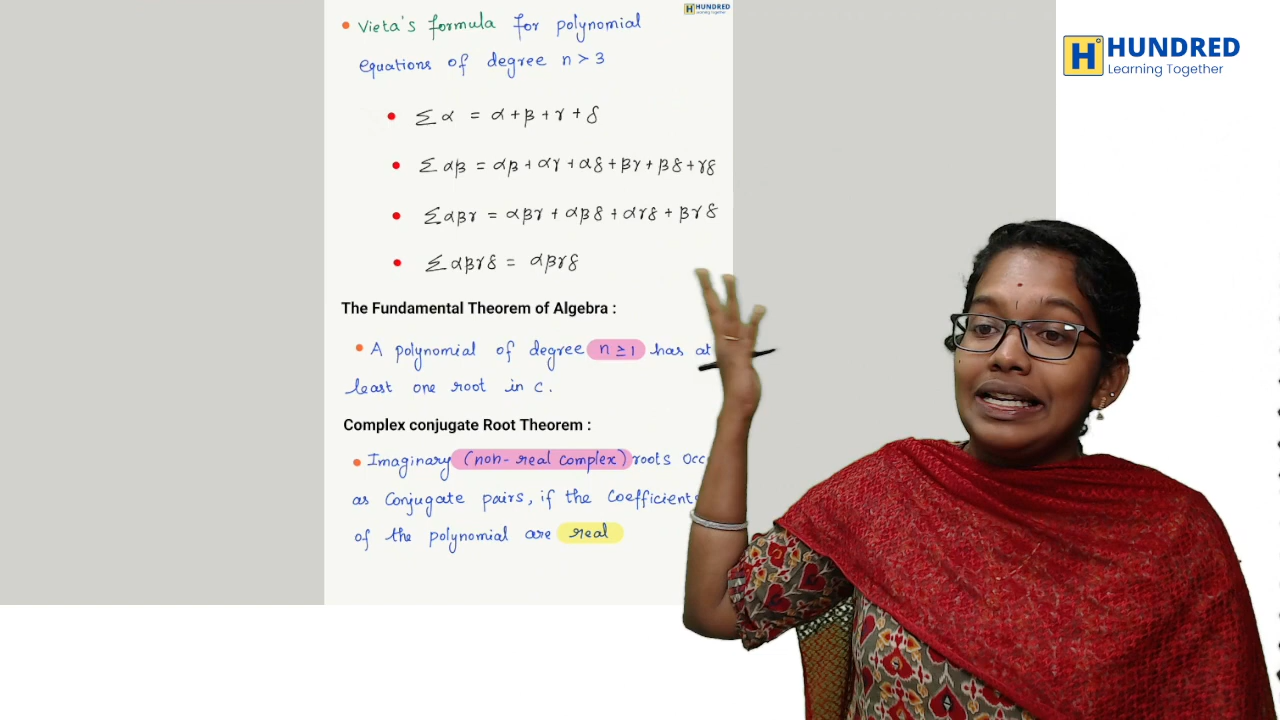 HUNDRED
Learning Together
HUNDRED
Learning Together
• Vieta's formula for polynomial
equations of degree n > 3
• Σα = α+β+γ+δ
• Σαβ = αβ+αγ+αδ+βγ+βδ+γδ
• Σαβγ = αβγ + αβδ + αγδ + βγδ
• Σαβγδ = αβγδ
The Fundamental Theorem of Algebra :
• A polynomial of degree n ≥ 1 has at
least one root in C.
Complex conjugate Root Theorem :
• Imaginary (non-real complex) roots occ
as Conjugate pairs, if the Coefficient
of the polynomial are real